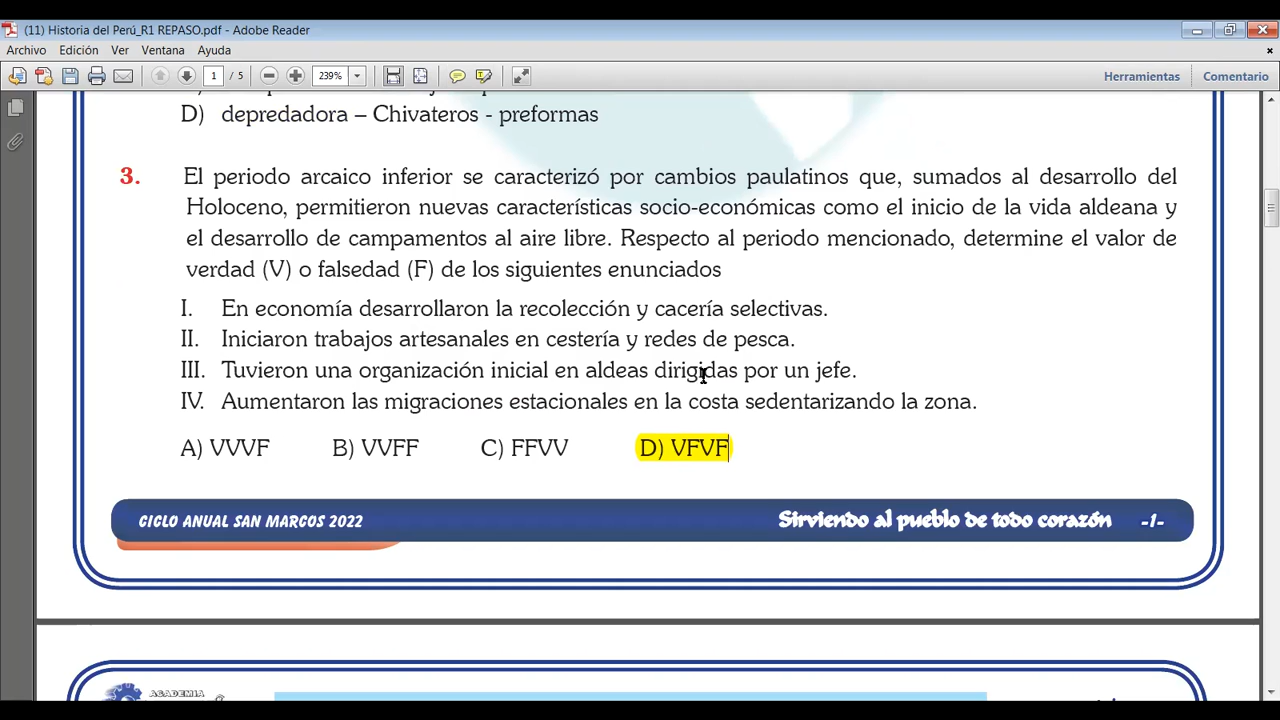 (11) Historia del Perú_R1 REPASO.pdf - Adobe Reader
Archivo Edición Ver Ventana Ayuda
1 / 5 239% Herramientas Comentario
D) depredadora – Chivateros - preformas
3. El periodo arcaico inferior se caracterizó por cambios paulatinos que, sumados al desarrollo del
Holoceno, permitieron nuevas características socio-económicas como el inicio de la vida aldeana y
el desarrollo de campamentos al aire libre. Respecto al periodo mencionado, determine el valor de
verdad (V) o falsedad (F) de los siguientes enunciados
I. En economía desarrollaron la recolección y cacería selectivas.
II. Iniciaron trabajos artesanales en cestería y redes de pesca.
III. Tuvieron una organización inicial en aldeas dirigidas por un jefe.
IV. Aumentaron las migraciones estacionales en la costa sedentarizando la zona.
A) VVVF B) VVFF C) FFVV D) VFVF
CICLO ANUAL SAN MARCOS 2022 Sirviendo al pueblo de todo corazón -1-
ACADEMIA